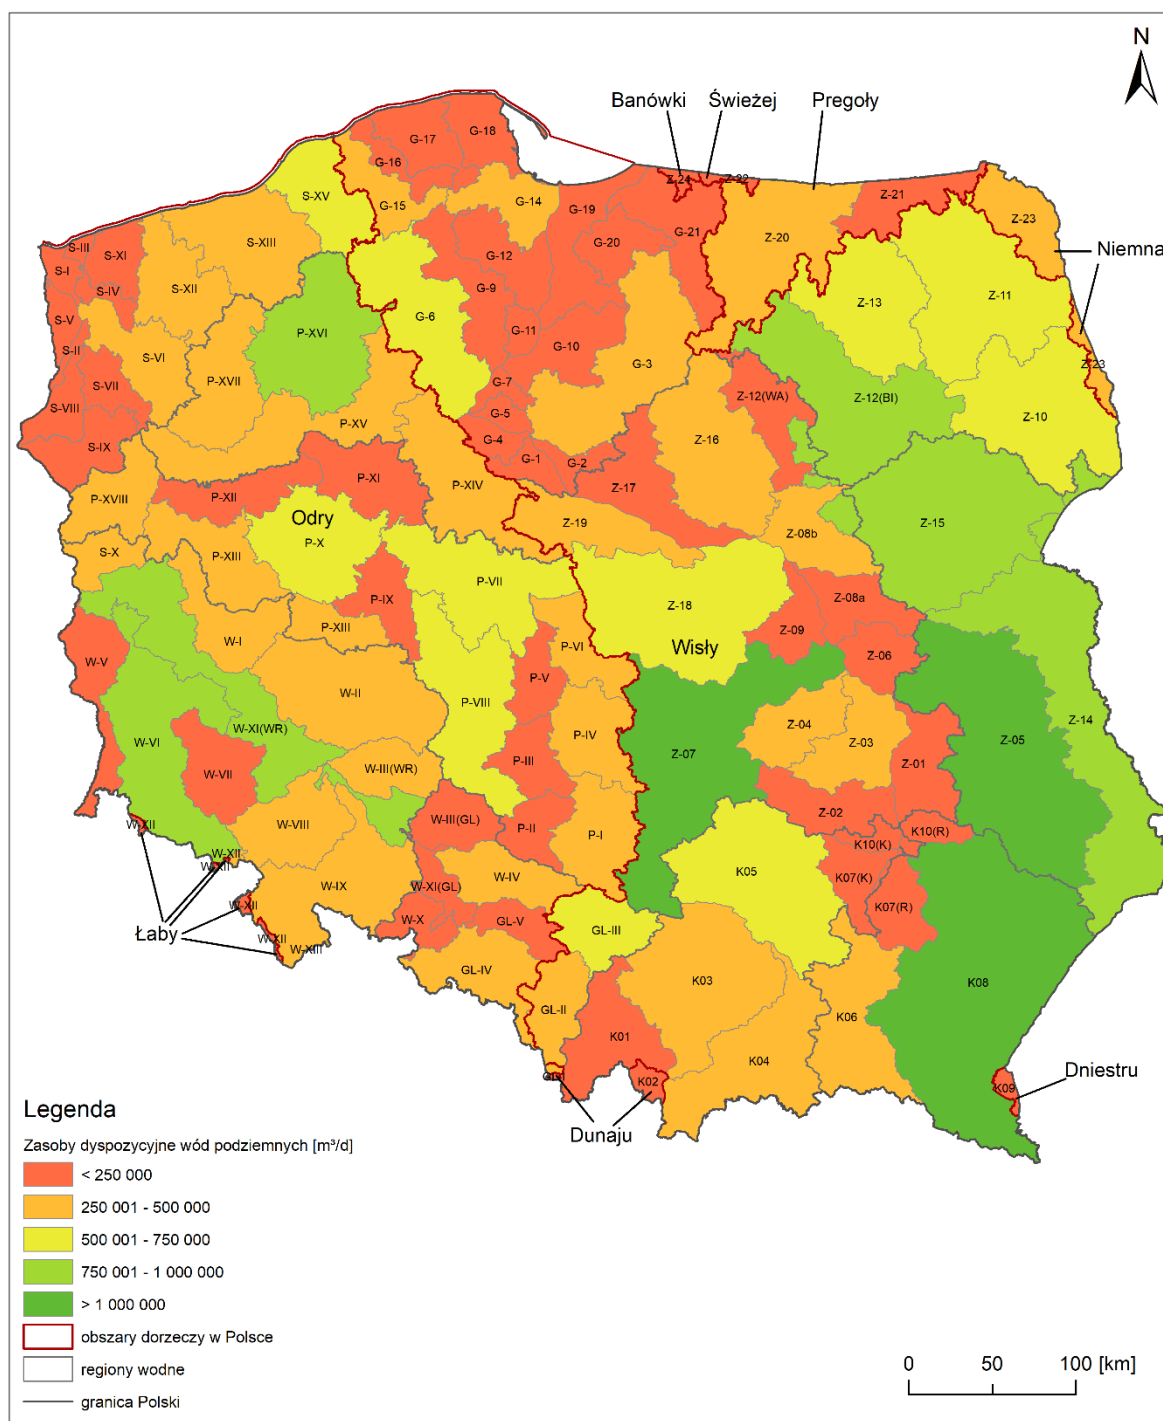 N
Banówki
Świeżej
Pregoły
G-18
G-17
G-16
Z-24
Z-22
Z-21
S-XV
G-15
G-14
G-19
Z-23
S-III
S-XI
S-XIII
G-12
G-20
G-21
Z-20
Niemna
S-I
S-IV
S-XII
G-9
Z-13
Z-11
S-V
G-6
G-11
G-10
S-II
S-VI
P-XVI
G-3
Z-23
S-VII
P-XVII
G-7
Z-12(WA)
Z-12(BI)
S-VIII
G-5
Z-10
P-XV
G-4
Z-16
S-IX
G-1
G-2
P-XI
P-XIV
Z-17
P-XVIII
P-XII
Odry
Z-19
Z-15
P-X
Z-08b
S-X
P-XIII
P-VII
P-IX
Z-18
Z-08a
W-I
P-XIII
Z-09
W-V
P-VI
Wisły
Z-06
P-V
W-II
P-VIII
W-XI(WR)
Z-04
Z-14
P-IV
Z-05
W-VI
Z-03
Z-07
P-III
Z-01
W-III(WR)
W-VII
Z-02
W-III(GL)
P-II
P-I
W-XII
W-VIII
K10(R)
K10(K)
W-XII
W-XII
K05
W-IV
K07(K)
W-IX
W-XI(GL)
W-XII
K07(R)
W-X
GL-V
Łaby
GL-III
W-XII
W-XIII
GL-IV
GL-II
K03
K08
K06
K01
K04
K02
K09
Dniestru
Dunaju
Legenda
Zasoby dyspozycyjne wód podziemnych [m³/d]
< 250 000
250 001 - 500 000
500 001 - 750 000
750 001 - 1 000 000
> 1 000 000
obszary dorzeczy w Polsce
regiony wodne
granica Polski
0 50 100 [km]